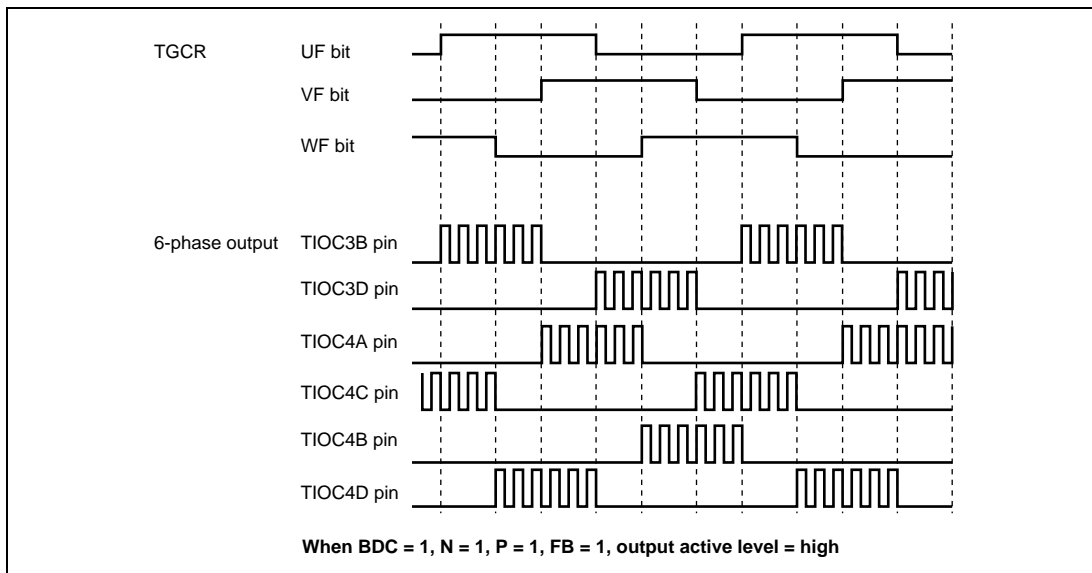 TGCR UF bit
VF bit
WF bit
6-phase output TIOC3B pin
TIOC3D pin
TIOC4A pin
TIOC4C pin
TIOC4B pin
TIOC4D pin
When BDC = 1, N = 1, P = 1, FB = 1, output active level = high